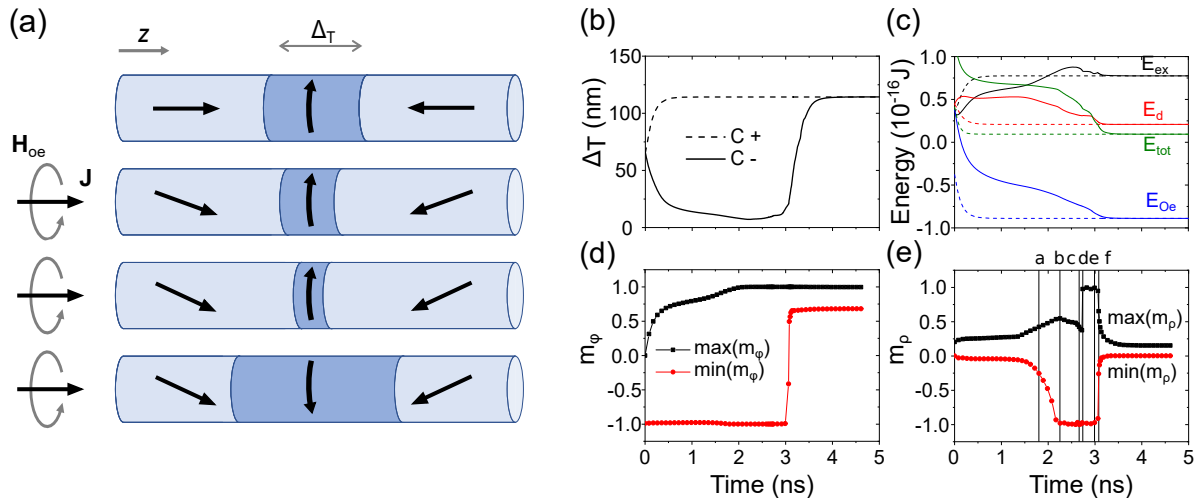 (a)
z
Δ_T
H_oe
J
(b)
ΔT (nm)
150
100
50
0
C +
C -
(c)
Energy (10^-16 J)
1.0
0.5
0.0
-0.5
-1.0
E_ex
E_d
E_tot
E_Oe
(d)
m_φ
1.0
0.5
0.0
-0.5
-1.0
max(m_φ)
min(m_φ)
0 1 2 3 4 5
Time (ns)
(e)
a b c d e f
m_ρ
1.0
0.5
0.0
-0.5
-1.0
max(m_ρ)
min(m_ρ)
0 1 2 3 4 5
Time (ns)